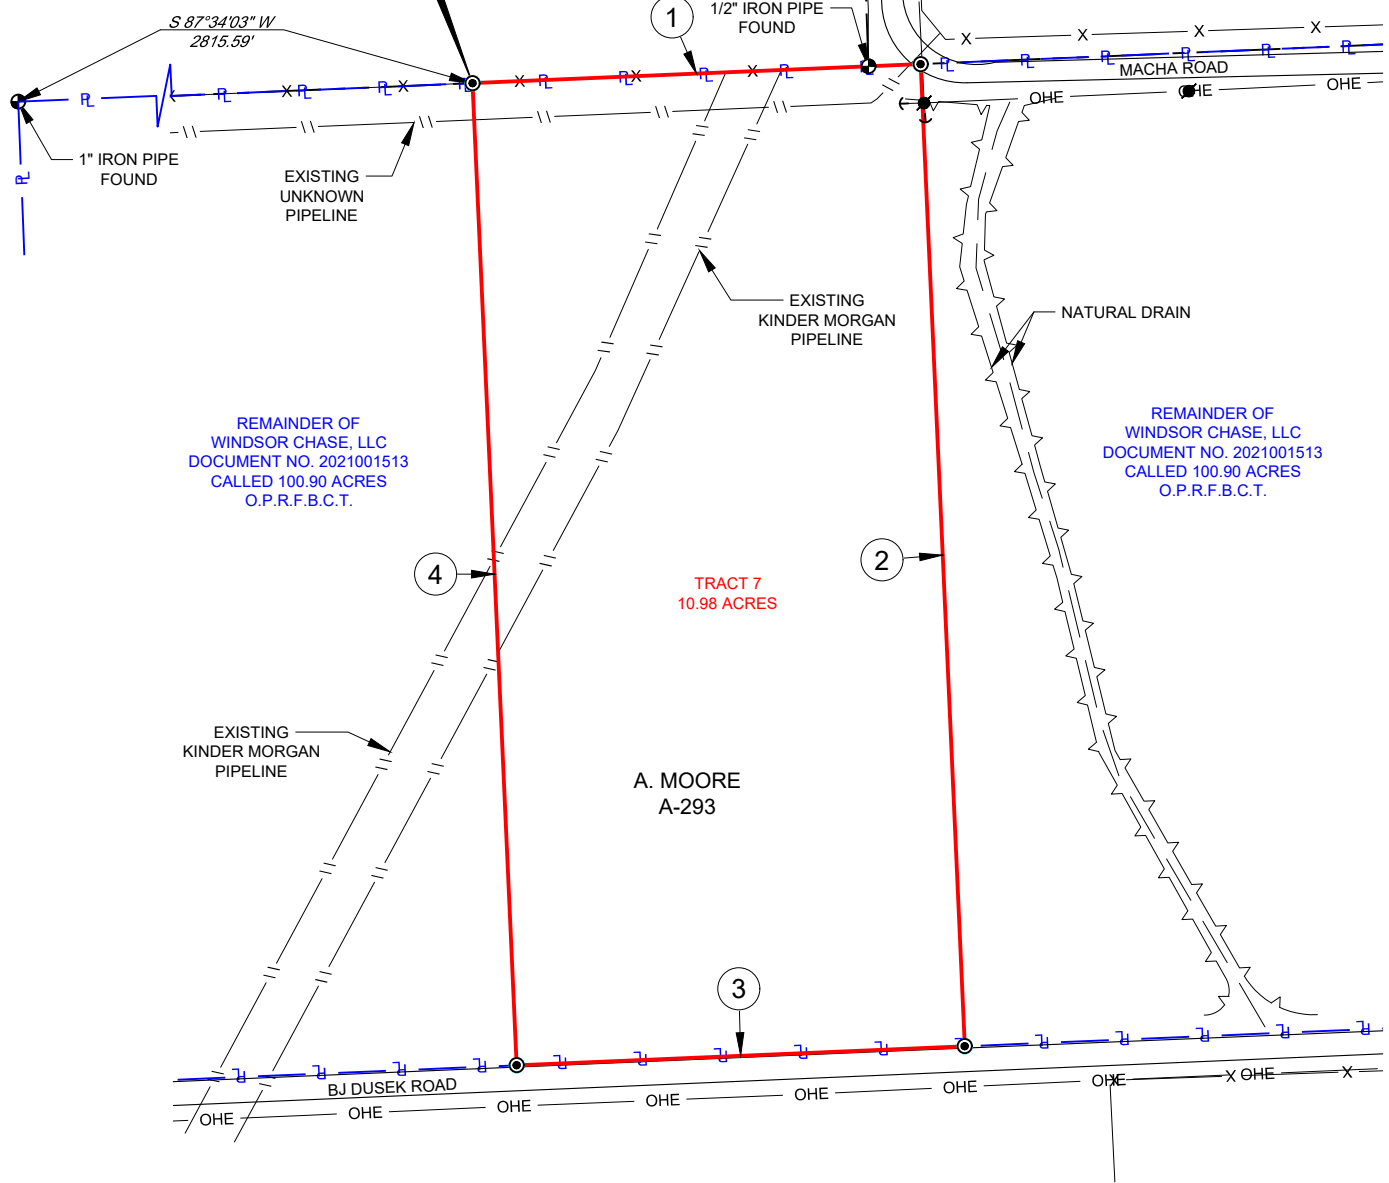 S 87°34'03" W
2815.59'
1
1/2" IRON PIPE
FOUND
MACHA ROAD
OHE
OHE
OHE
1" IRON PIPE
FOUND
EXISTING
UNKNOWN
PIPELINE
EXISTING
KINDER MORGAN
PIPELINE
NATURAL DRAIN
REMAINDER OF
WINDSOR CHASE, LLC
DOCUMENT NO. 2021001513
CALLED 100.90 ACRES
O.P.R.F.B.C.T.
REMAINDER OF
WINDSOR CHASE, LLC
DOCUMENT NO. 2021001513
CALLED 100.90 ACRES
O.P.R.F.B.C.T.
4
2
TRACT 7
10.98 ACRES
EXISTING
KINDER MORGAN
PIPELINE
A. MOORE
A-293
3
BJ DUSEK ROAD
OHE
OHE
OHE
OHE
OHE
OHE
OHE
OHE